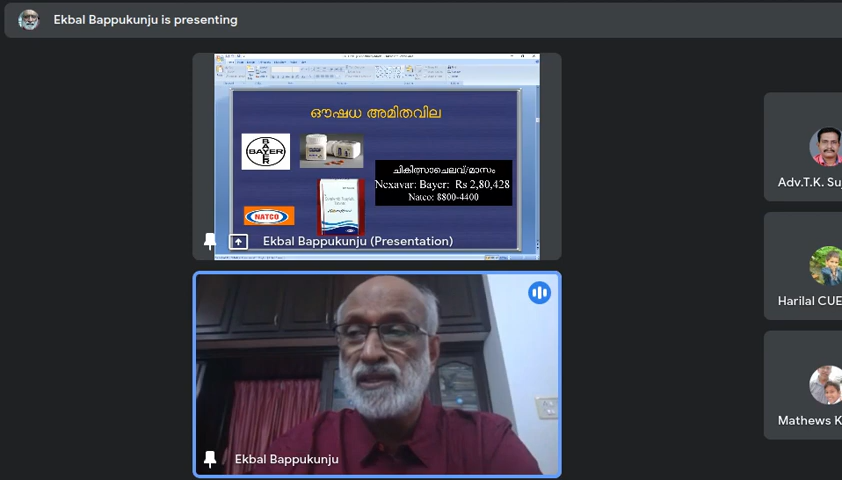 Ekbal Bappukunju is presenting
ഔഷധ അമിതവില
BAYER
BAYER
ചികിത്സാചെലവ്/മാസം
Nexavar: Bayer: Rs 2,80,428
Natco: 8800-4400
NATCO
Ekbal Bappukunju (Presentation)
Adv.T.K. Su
Harilal CUE
Mathews K
Ekbal Bappukunju